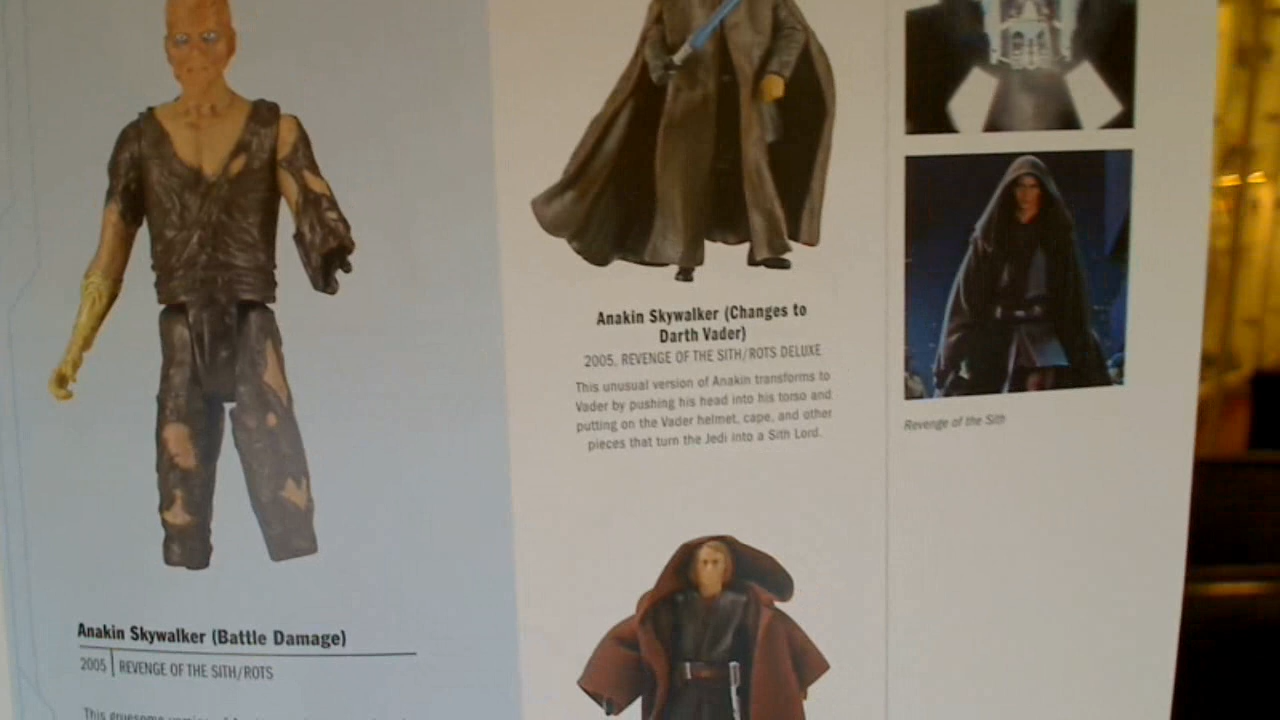 Anakin Skywalker (Battle Damage)
2005 | REVENGE OF THE SITH/ROTS
This gruesome
Anakin Skywalker (Changes to
Darth Vader)
2005, REVENGE OF THE SITH/ROTS DELUXE
This unusual version of Anakin transforms to
Vader by pushing his head into his torso and
putting on the Vader helmet, cape, and other
pieces that turn the Jedi into a Sith Lord.
Revenge of the Sith